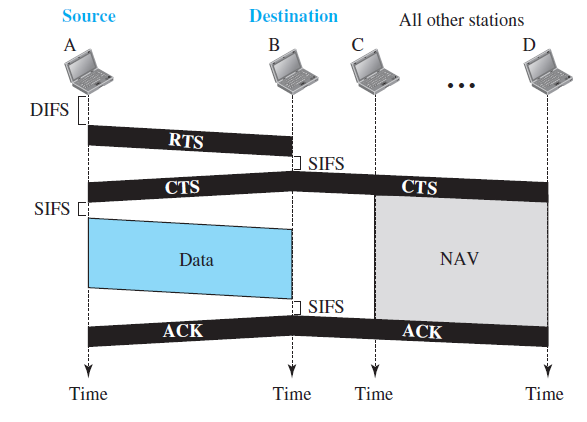 Source
Destination
All other stations
A
B
C
D
DIFS
RTS
SIFS
CTS
CTS
SIFS
Data
NAV
SIFS
ACK
ACK
Time
Time
Time
Time